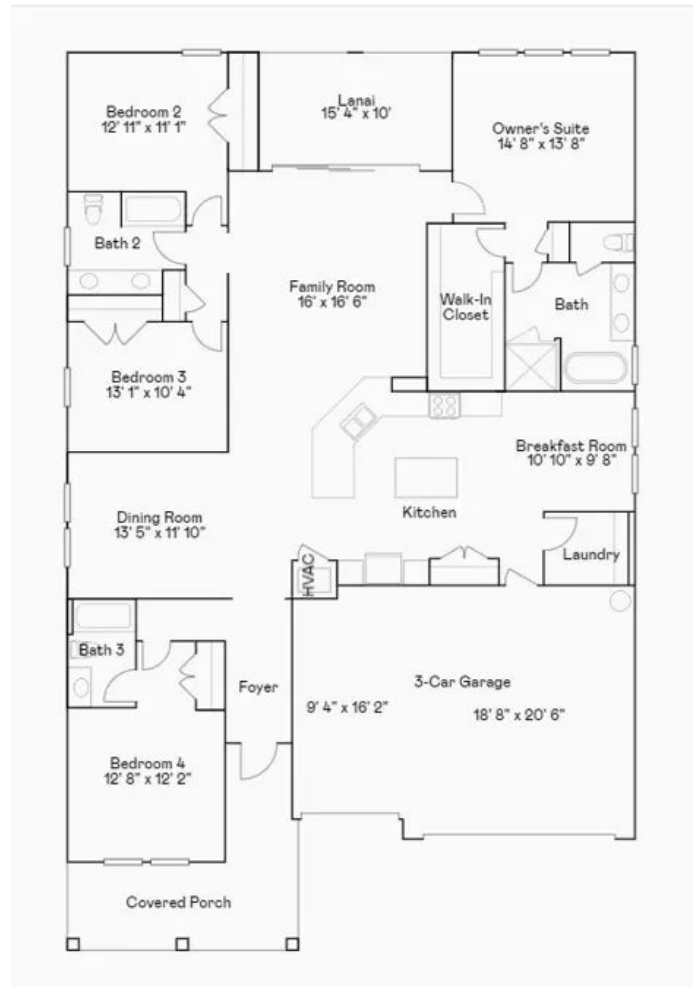 Bedroom 2
12' 11" x 11' 1"
Lanai
15' 4" x 10'
Owner's Suite
14' 8" x 13' 8"
Bath 2
Family Room
16' x 16' 6"
Walk-In
Closet
Bath
Bedroom 3
13' 1" x 10' 4"
Breakfast Room
10' 10" x 9' 8"
Dining Room
13' 5" x 11' 10"
Kitchen
Laundry
HVAC
Bath 3
Foyer
3-Car Garage
9' 4" x 16' 2"
18' 8" x 20' 6"
Bedroom 4
12' 8" x 12' 2"
Covered Porch